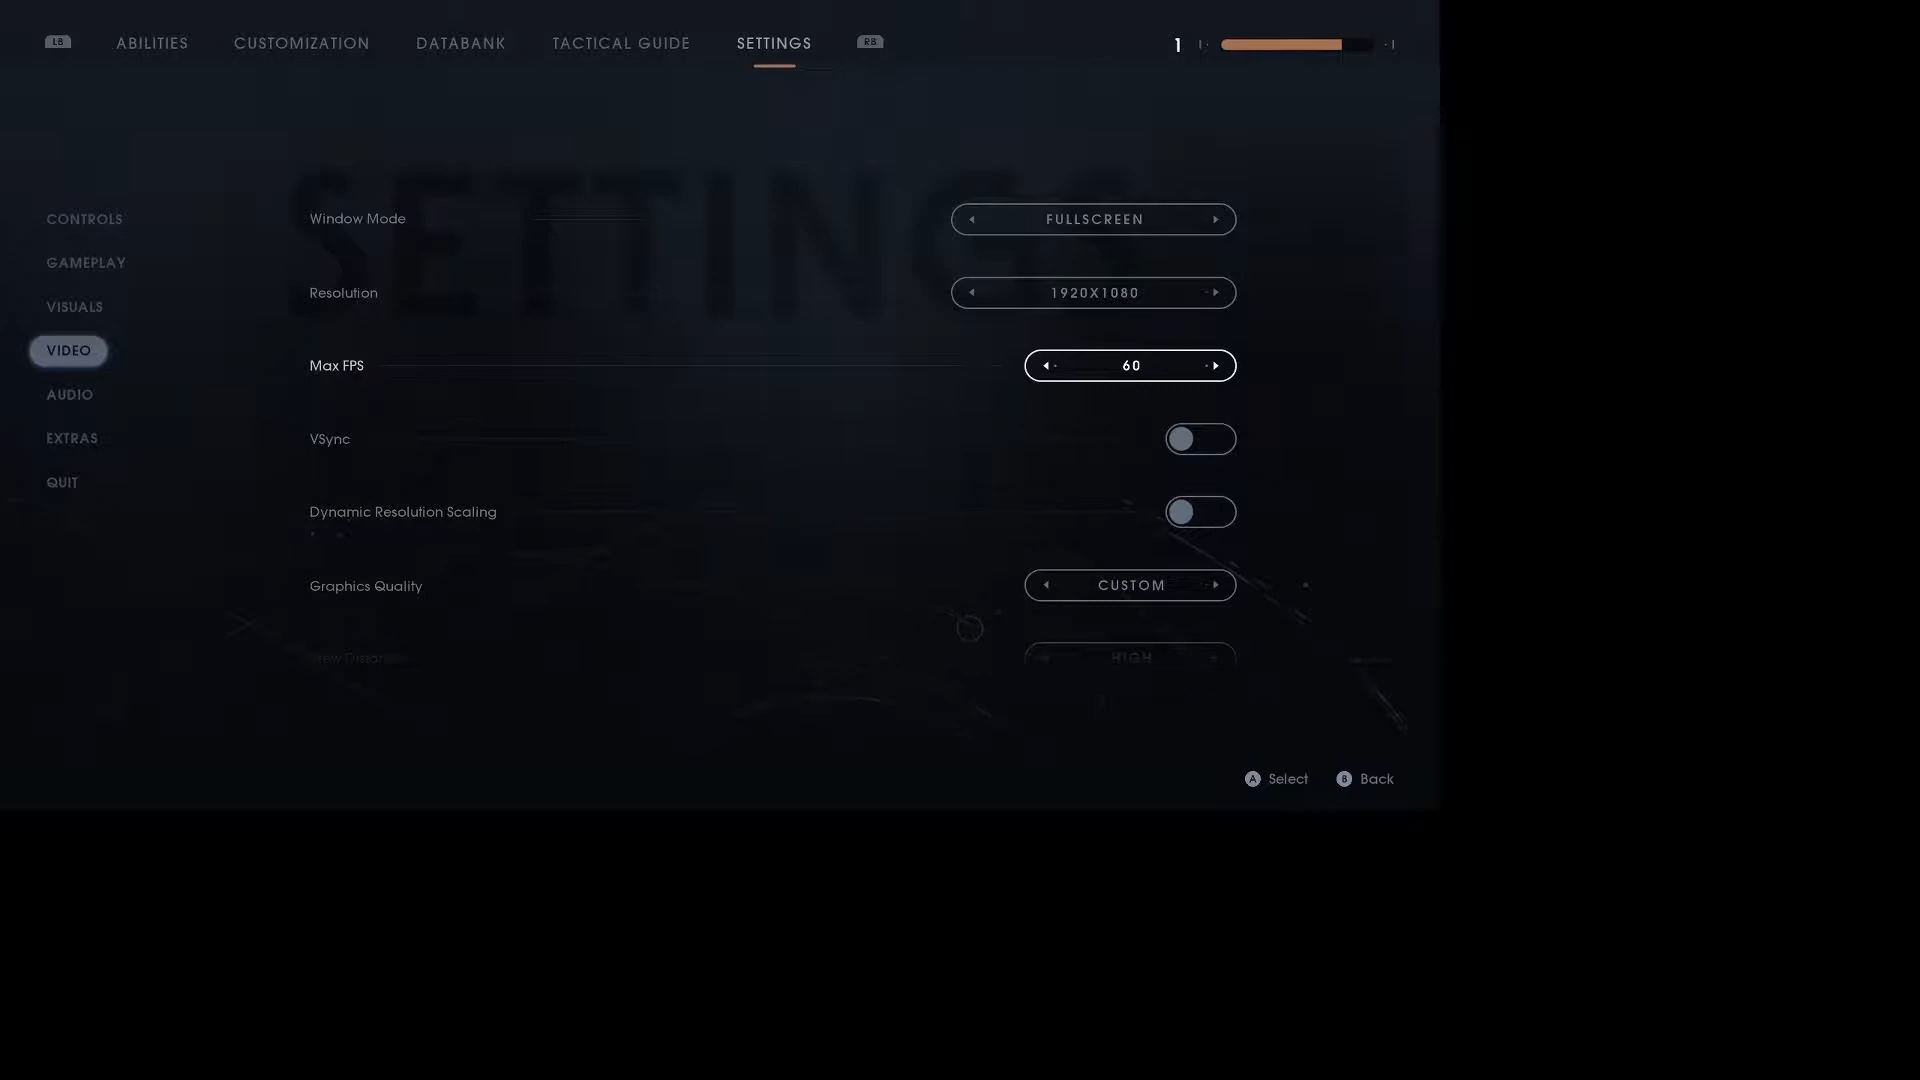 LB ABILITIES CUSTOMIZATION DATABANK TACTICAL GUIDE SETTINGS RB 1
SETTINGS
CONTROLS
GAMEPLAY
VISUALS
VIDEO
AUDIO
EXTRAS
QUIT
Window Mode FULLSCREEN
Resolution 1920X1080
Max FPS 60
VSync
Dynamic Resolution Scaling
Graphics Quality CUSTOM
HIGH
A Select B Back